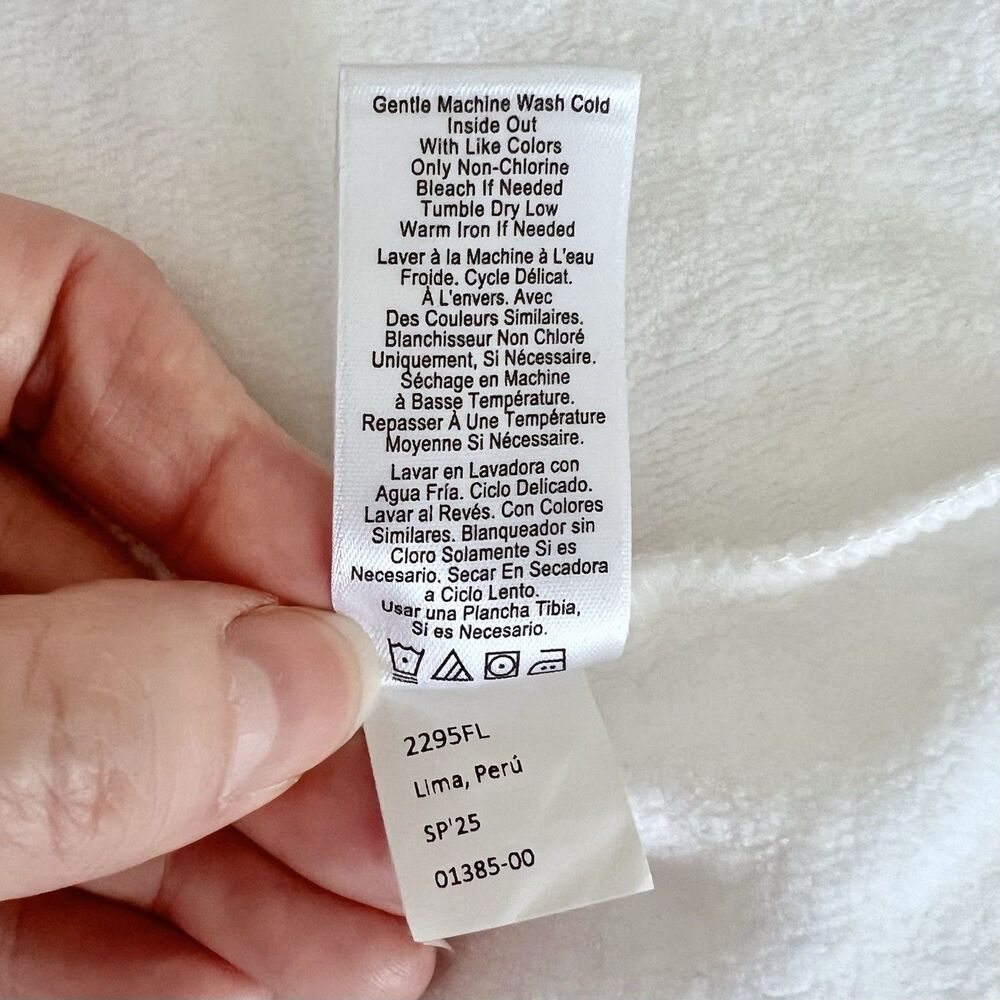 Gentle Machine Wash Cold
Inside Out
With Like Colors
Only Non-Chlorine
Bleach If Needed
Tumble Dry Low
Warm Iron If Needed
Laver à la Machine à L'eau
Froide. Cycle Délicat.
À L'envers. Avec
Des Couleurs Similaires.
Blanchisseur Non Chloré
Uniquement, Si Nécessaire.
Séchage en Machine
à Basse Température.
Repasser À Une Température
Moyenne Si Nécessaire.
Lavar en Lavadora con
Agua Fría. Ciclo Delicado.
Lavar al Revés. Con Colores
Similares. Blanqueador sin
Cloro Solamente Si es
Necesario. Secar En Secadora
a Ciclo Lento.
Usar una Plancha Tibia,
Si es Necesario.
2295FL
Lima, Perú
SP'25
01385-00